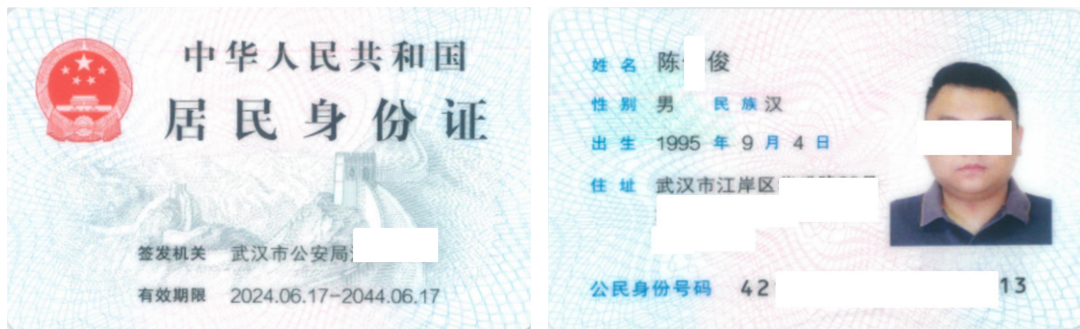 中华人民共和国
居民身份证
签发机关 武汉市公安局
有效期限 2024.06.17-2044.06.17
姓名 陈 俊
性别 男 民族 汉
出生 1995 年 9 月 4 日
住址 武汉市江岸区
公民身份号码 42 13